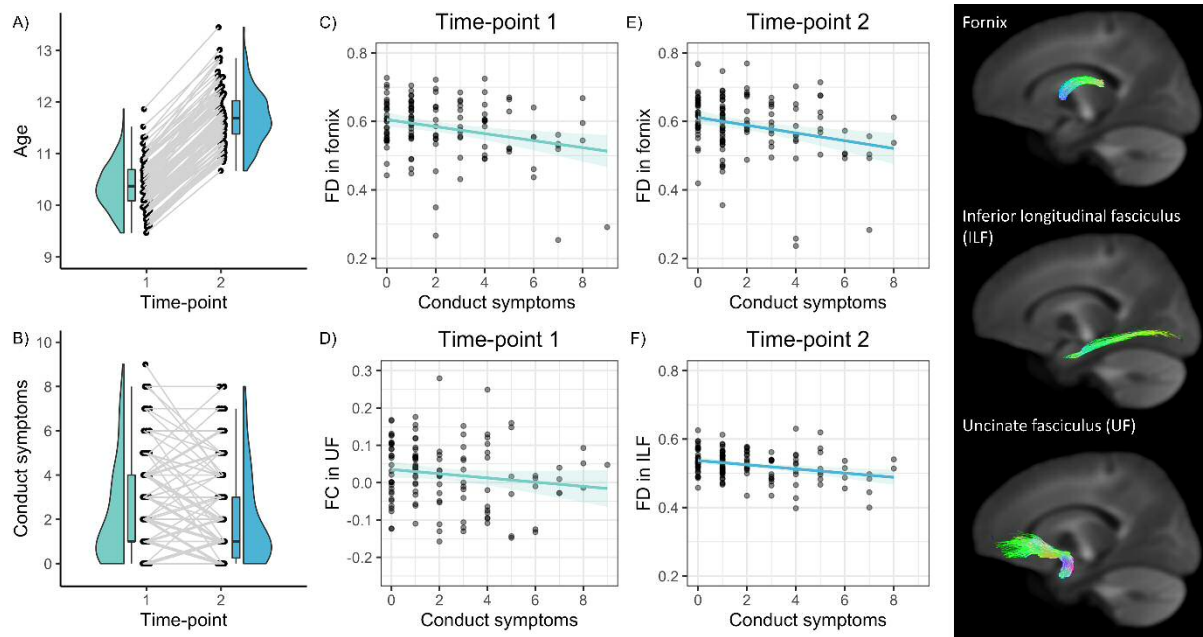 A)
Age
13
12
11
10
9
1
2
Time-point
B)
Conduct symptoms
10
8
6
4
2
0
1
2
Time-point
C)
Time-point 1
FD in fornix
0.8
0.6
0.4
0.2
0 2 4 6 8
Conduct symptoms
D)
Time-point 1
FC in UF
0.3
0.2
0.1
0.0
-0.1
-0.2
0 2 4 6 8
Conduct symptoms
E)
Time-point 2
FD in fornix
0.8
0.6
0.4
0.2
0 2 4 6 8
Conduct symptoms
F)
Time-point 2
FD in ILF
0.8
0.6
0.4
0.2
0 2 4 6 8
Conduct symptoms
Fornix
Inferior longitudinal fasciculus
(ILF)
Uncinate fasciculus (UF)